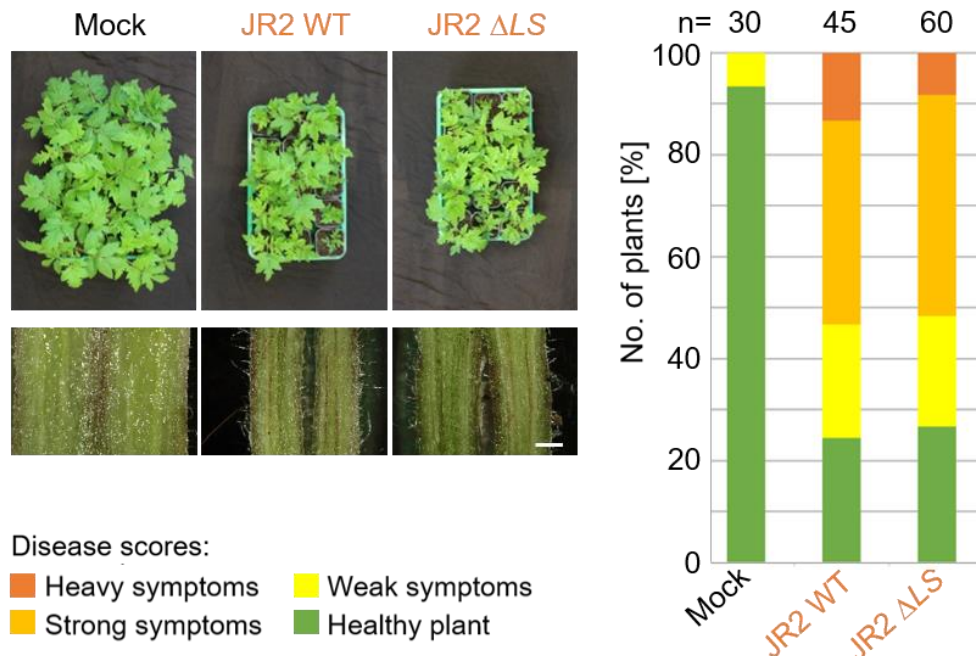 Mock JR2 WT JR2 ΔLS
n= 30 45 60
100
80
60
40
20
0
No. of plants [%]
Mock
JR2 WT
JR2 ΔLS
Disease scores:
Heavy symptoms
Weak symptoms
Strong symptoms
Healthy plant